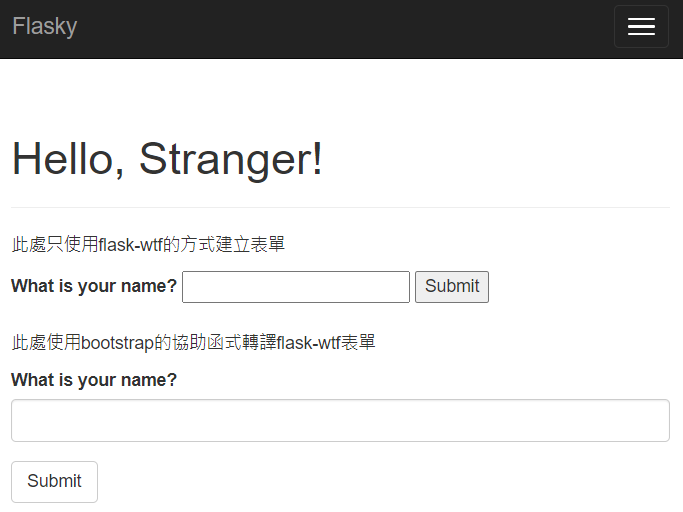 Flasky
Hello, Stranger!
此處只使用flask-wtf的方式建立表單
What is your name? Submit
此處使用bootstrap的協助函式轉譯flask-wtf表單
What is your name?
Submit